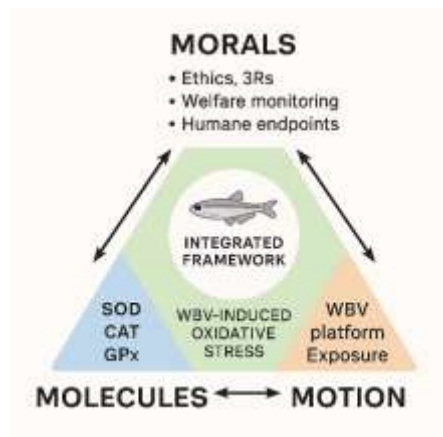 MORALS
• Ethics, 3Rs
• Welfare monitoring
• Humane endpoints
INTEGRATED
FRAMEWORK
SOD
CAT
GPx
WBV-INDUCED
OXIDATIVE
STRESS
WBV
platform
Exposure
MOLECULES
MOTION